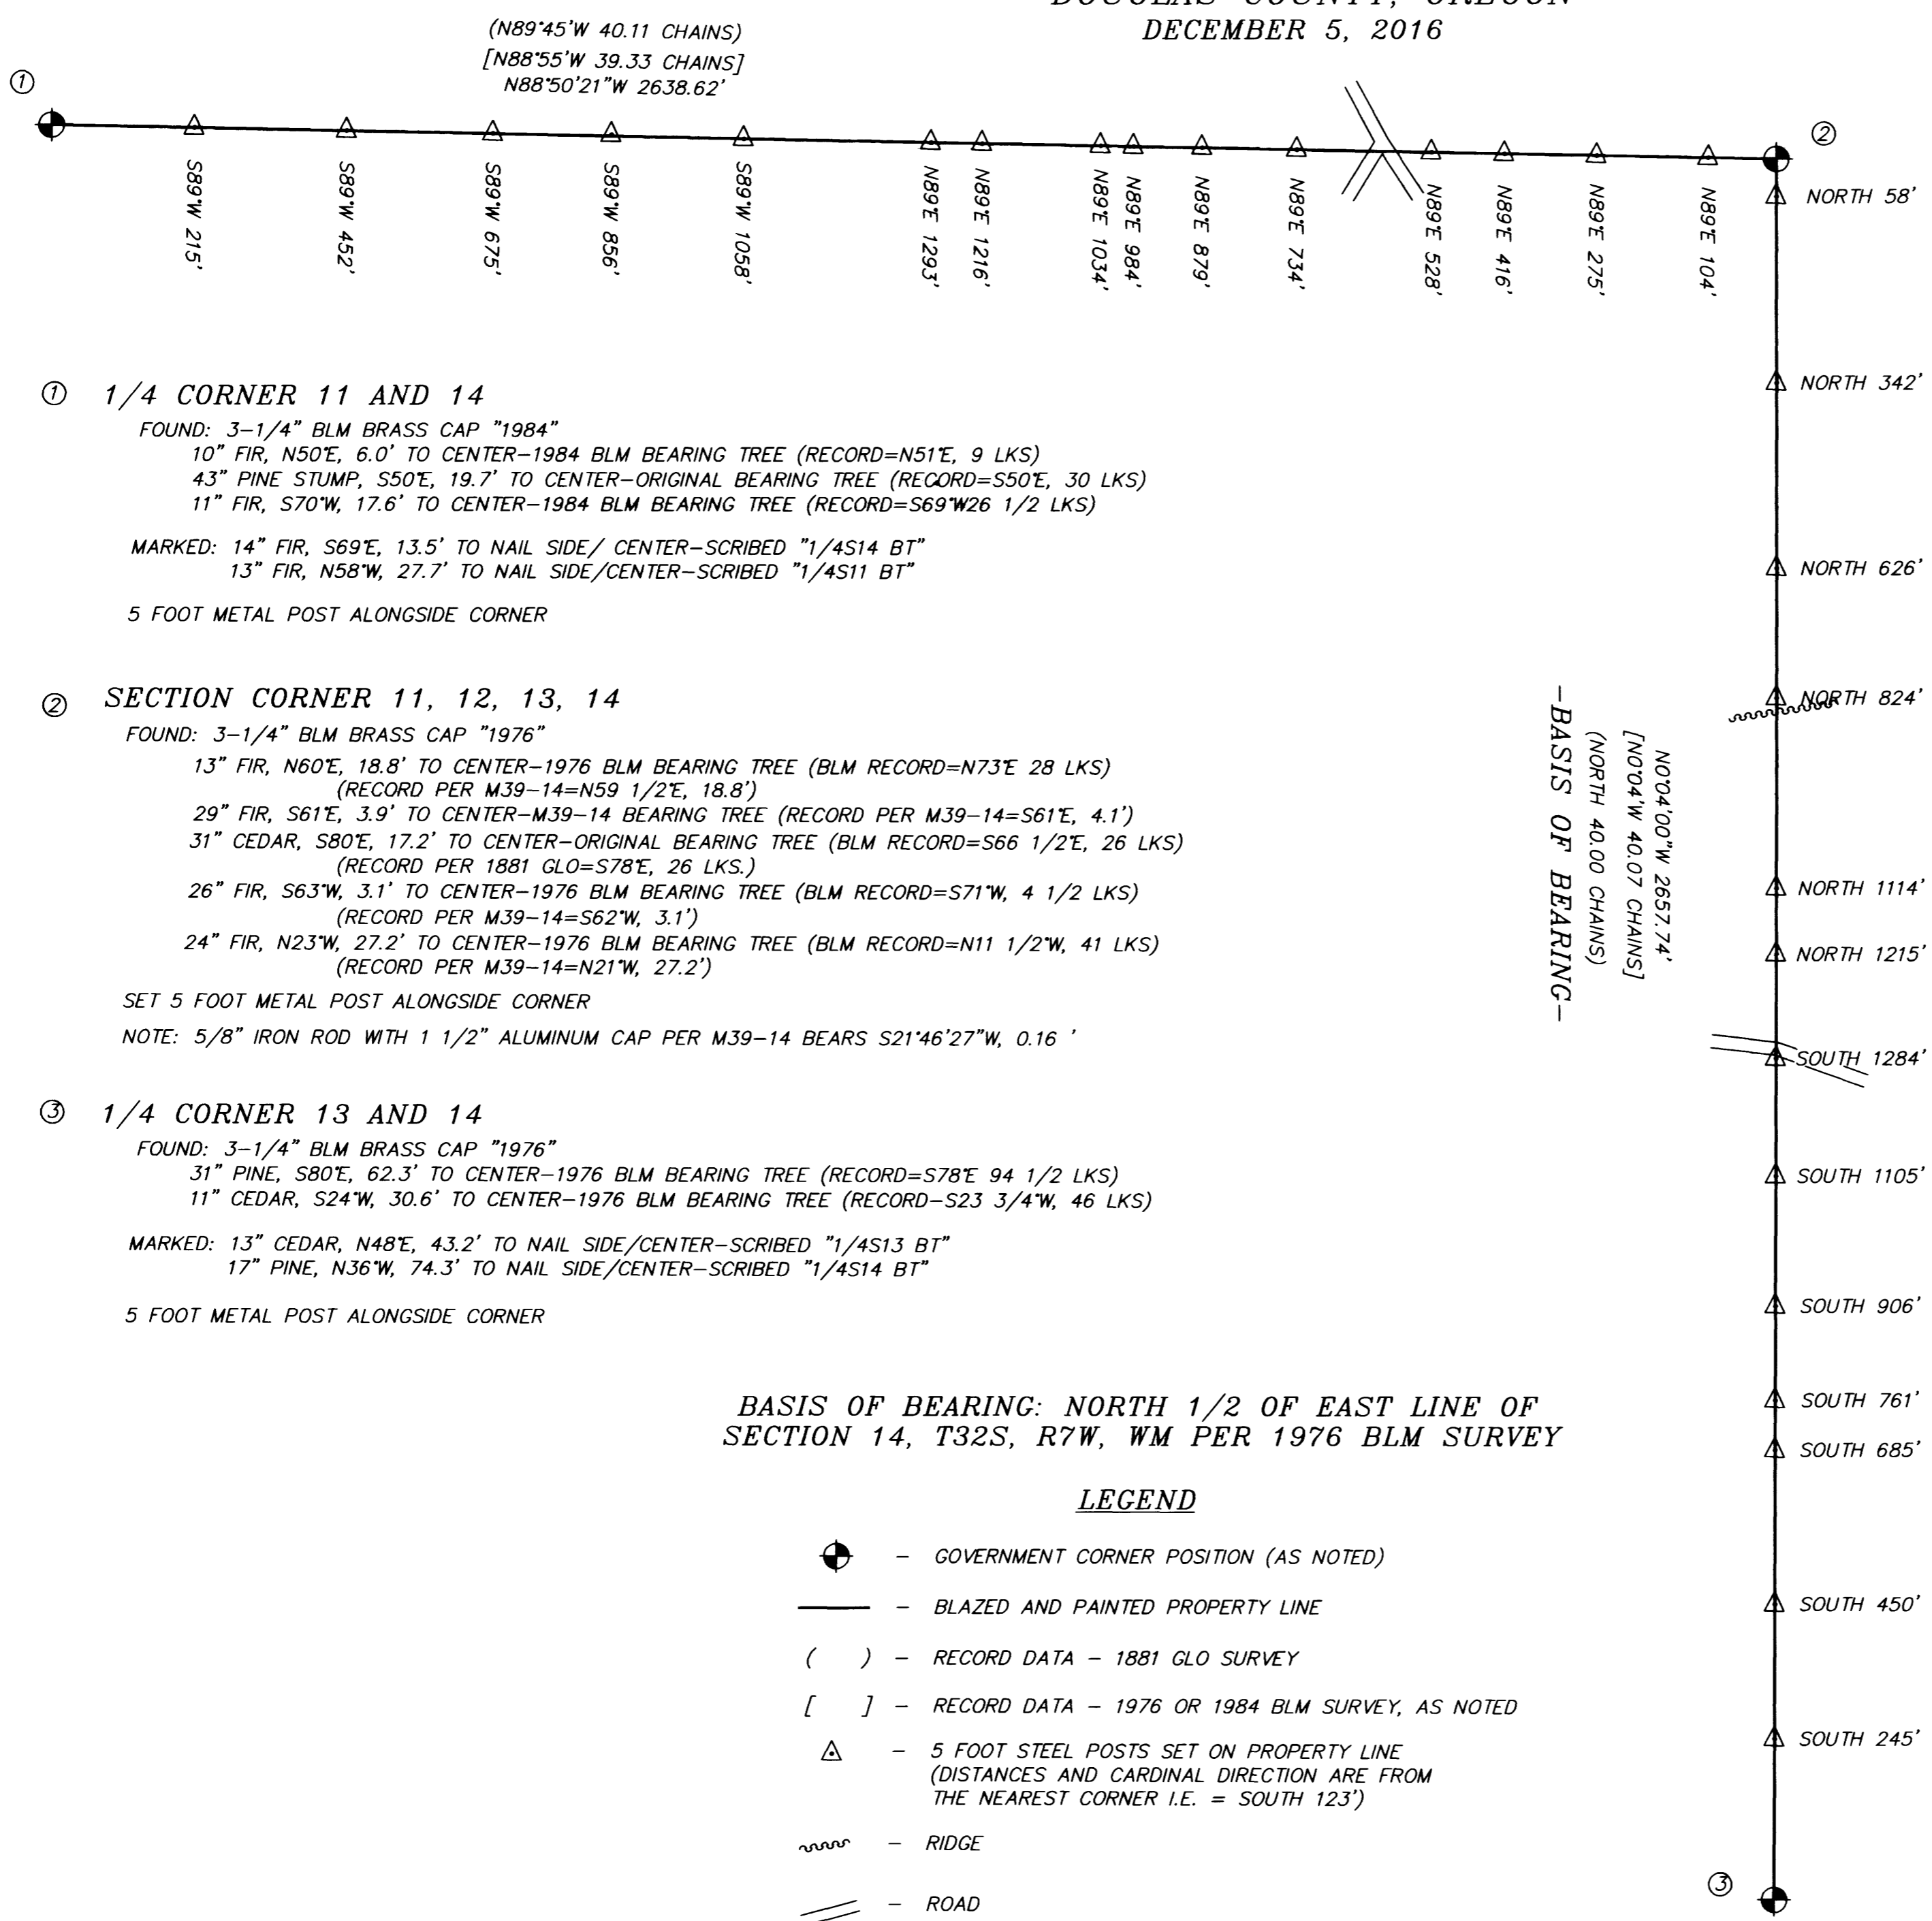 DOUGLAS COUNTY, OREGON
DECEMBER 5, 2016
(N89°45'W 40.11 CHAINS)
[N88°55'W 39.33 CHAINS]
N88°50'21"W 2638.62'
1
2
S89°W 215'
S89°W 452'
S89°W 675'
S89°W 856'
S89°W 1058'
N89°E 1293'
N89°E 1216'
N89°E 1034'
N89°E 984'
N89°E 879'
N89°E 734'
N89°E 528'
N89°E 416'
N89°E 275'
N89°E 104'
NORTH 58'
NORTH 342'
NORTH 626'
NORTH 824'
NORTH 1114'
NORTH 1215'
SOUTH 1284'
SOUTH 1105'
SOUTH 906'
SOUTH 761'
SOUTH 685'
SOUTH 450'
SOUTH 245'
3
N0°04'00"W 2657.74'
[N0°04'W 40.07 CHAINS]
(NORTH 40.00 CHAINS)
-BASIS OF BEARING-
1 1/4 CORNER 11 AND 14
FOUND: 3-1/4" BLM BRASS CAP "1984"
10" FIR, N50°E, 6.0' TO CENTER-1984 BLM BEARING TREE (RECORD=N51°E, 9 LKS)
43" PINE STUMP, S50°E, 19.7' TO CENTER-ORIGINAL BEARING TREE (RECORD=S50°E, 30 LKS)
11" FIR, S70°W, 17.6' TO CENTER-1984 BLM BEARING TREE (RECORD=S69°W26 1/2 LKS)
MARKED: 14" FIR, S69°E, 13.5' TO NAIL SIDE/ CENTER-SCRIBED "1/4S14 BT"
13" FIR, N58°W, 27.7' TO NAIL SIDE/CENTER-SCRIBED "1/4S11 BT"
5 FOOT METAL POST ALONGSIDE CORNER
2 SECTION CORNER 11, 12, 13, 14
FOUND: 3-1/4" BLM BRASS CAP "1976"
13" FIR, N60°E, 18.8' TO CENTER-1976 BLM BEARING TREE (BLM RECORD=N73°E 28 LKS)
(RECORD PER M39-14=N59 1/2°E, 18.8')
29" FIR, S61°E, 3.9' TO CENTER-M39-14 BEARING TREE (RECORD PER M39-14=S61°E, 4.1')
31" CEDAR, S80°E, 17.2' TO CENTER-ORIGINAL BEARING TREE (BLM RECORD=S66 1/2°E, 26 LKS)
(RECORD PER 1881 GLO=S78°E, 26 LKS.)
26" FIR, S63°W, 3.1' TO CENTER-1976 BLM BEARING TREE (BLM RECORD=S71°W, 4 1/2 LKS)
(RECORD PER M39-14=S62°W, 3.1')
24" FIR, N23°W, 27.2' TO CENTER-1976 BLM BEARING TREE (BLM RECORD=N11 1/2°W, 41 LKS)
(RECORD PER M39-14=N21°W, 27.2')
SET 5 FOOT METAL POST ALONGSIDE CORNER
NOTE: 5/8" IRON ROD WITH 1 1/2" ALUMINUM CAP PER M39-14 BEARS S21°46'27"W, 0.16 '
3 1/4 CORNER 13 AND 14
FOUND: 3-1/4" BLM BRASS CAP "1976"
31" PINE, S80°E, 62.3' TO CENTER-1976 BLM BEARING TREE (RECORD=S78°E 94 1/2 LKS)
11" CEDAR, S24°W, 30.6' TO CENTER-1976 BLM BEARING TREE (RECORD-S23 3/4°W, 46 LKS)
MARKED: 13" CEDAR, N48°E, 43.2' TO NAIL SIDE/CENTER-SCRIBED "1/4S13 BT"
17" PINE, N36°W, 74.3' TO NAIL SIDE/CENTER-SCRIBED "1/4S14 BT"
5 FOOT METAL POST ALONGSIDE CORNER
BASIS OF BEARING: NORTH 1/2 OF EAST LINE OF
SECTION 14, T32S, R7W, WM PER 1976 BLM SURVEY
LEGEND
- GOVERNMENT CORNER POSITION (AS NOTED)
- BLAZED AND PAINTED PROPERTY LINE
( ) - RECORD DATA - 1881 GLO SURVEY
[ ] - RECORD DATA - 1976 OR 1984 BLM SURVEY, AS NOTED
- 5 FOOT STEEL POSTS SET ON PROPERTY LINE
(DISTANCES AND CARDINAL DIRECTION ARE FROM
THE NEAREST CORNER I.E. = SOUTH 123')
- RIDGE
- ROAD